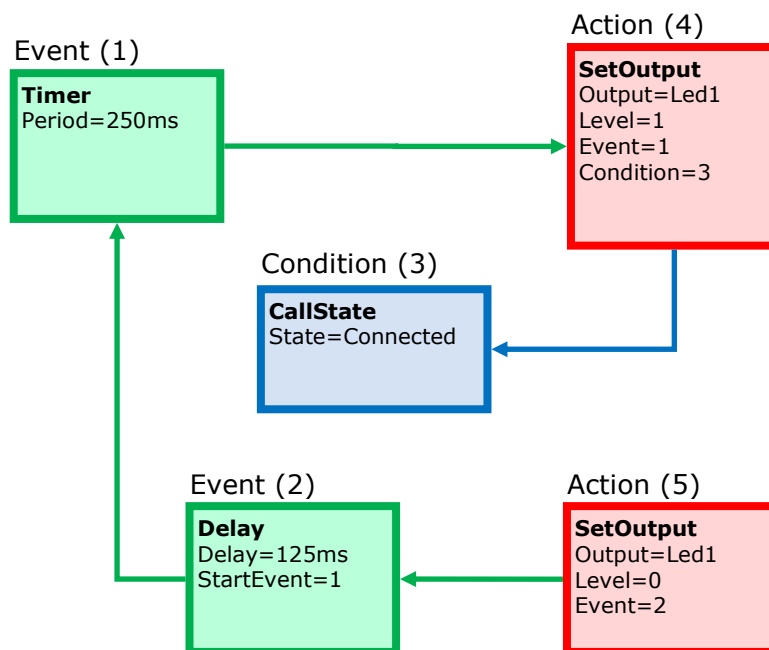 Event (1)
Timer
Period=250ms
Action (4)
SetOutput
Output=Led1
Level=1
Event=1
Condition=3
Condition (3)
CallState
State=Connected
Event (2)
Delay
Delay=125ms
StartEvent=1
Action (5)
SetOutput
Output=Led1
Level=0
Event=2